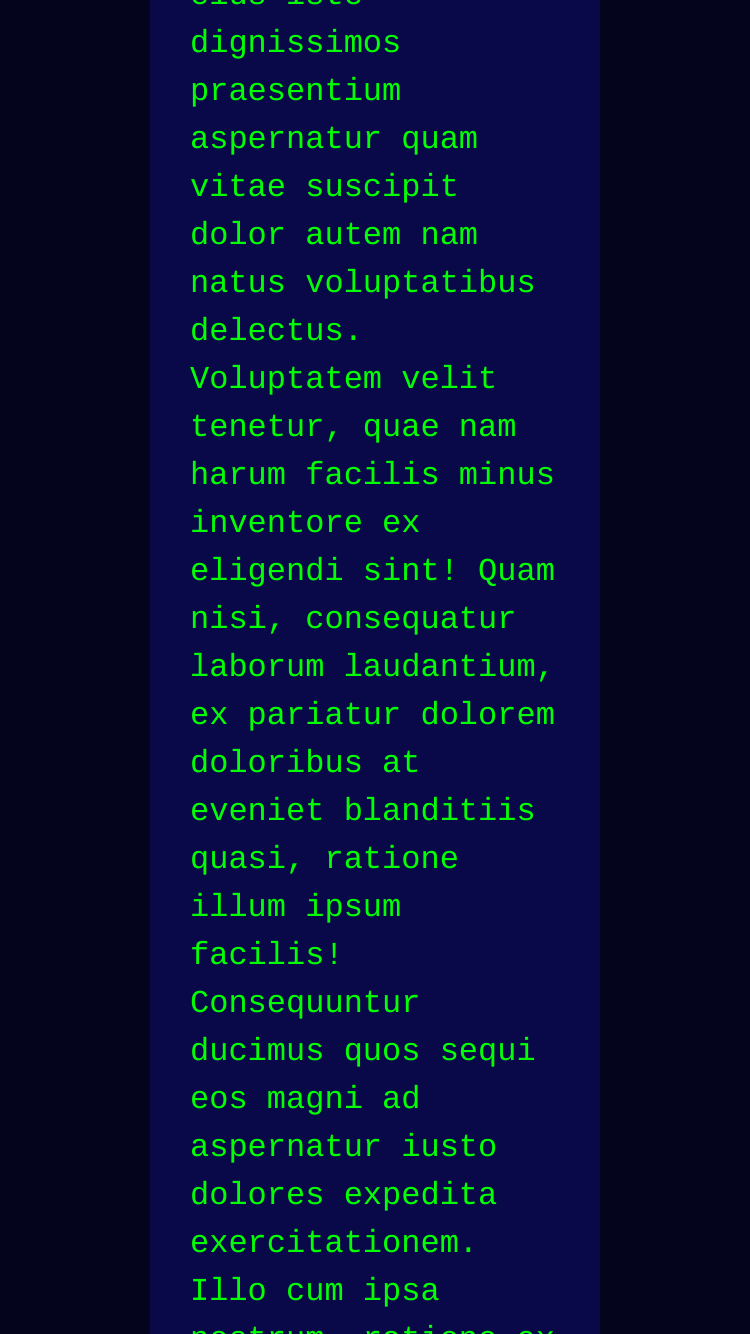 dignissimos
praesentium
aspernatur quam
vitae suscipit
dolor autem nam
natus voluptatibus
delectus.
Voluptatem velit
tenetur, quae nam
harum facilis minus
inventore ex
eligendi sint! Quam
nisi, consequatur
laborum laudantium,
ex pariatur dolorem
doloribus at
eveniet blanditiis
quasi, ratione
illum ipsum
facilis!
Consequuntur
ducimus quos sequi
eos magni ad
aspernatur iusto
dolores expedita
exercitationem.
Illo cum ipsa